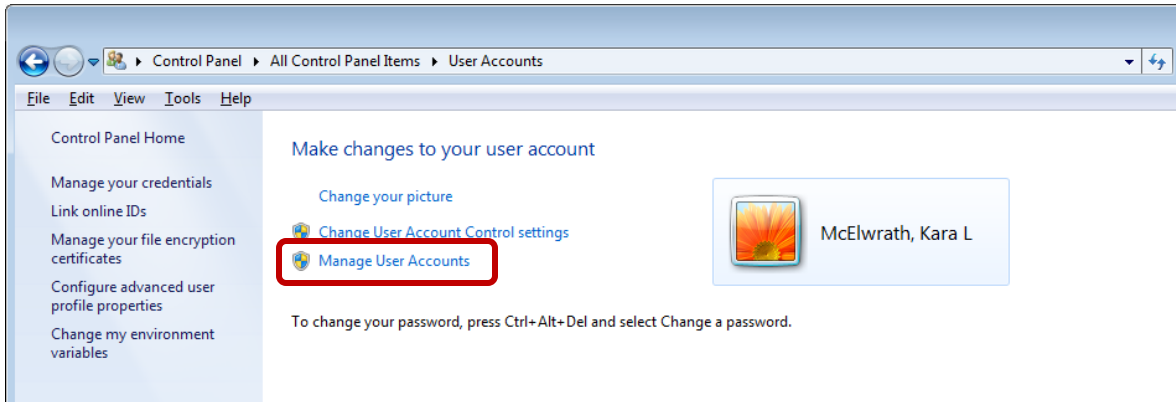 Control Panel All Control Panel Items User Accounts
File Edit View Tools Help
Control Panel Home
Manage your credentials
Link online IDs
Manage your file encryption
certificates
Configure advanced user
profile properties
Change my environment
variables
Make changes to your user account
Change your picture
Change User Account Control settings
Manage User Accounts
McElwrath, Kara L
To change your password, press Ctrl+Alt+Del and select Change a password.